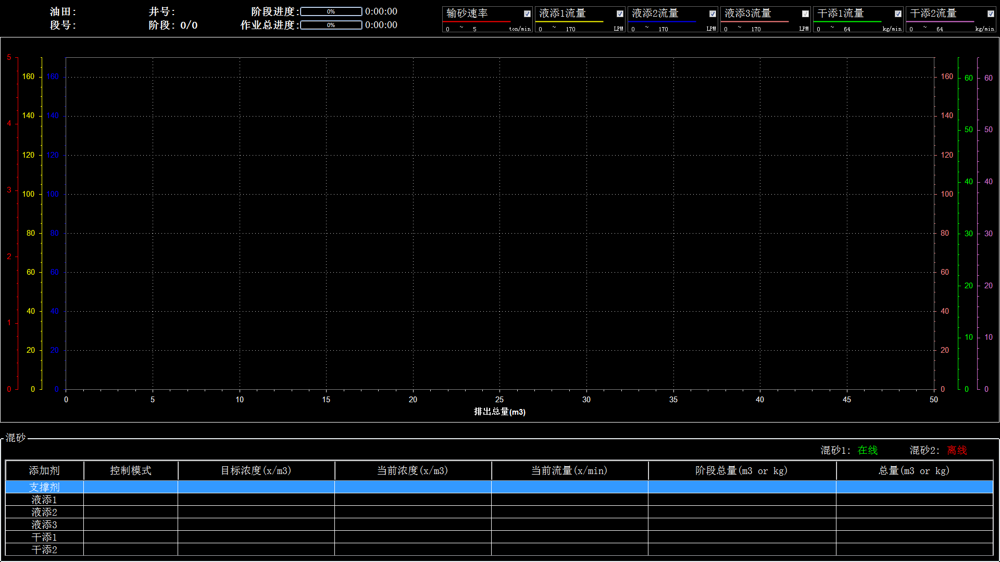 油田: 井号: 阶段进度: 0% 0:00:00
段号: 阶段: 0/0 作业总进度: 0% 0:00:00
输砂速率 液添1流量 液添2流量 液添3流量 干添1流量 干添2流量
0 ~ 5 ton/min 0 ~ 170 LPM 0 ~ 170 LPM 0 ~ 170 LPM 0 ~ 64 kg/min 0 ~ 64 kg/min
5
160 160 160 60 60
140 140 140
4 50 50
120 120 120
3 100 100 100 40 40
80 80 80 30 30
2
60 60 60 20 20
1 40 40 40
20 20 20 10 10
0 0 0 0 0 0
0 5 10 15 20 25 30 35 40 45 50
排出总量(m3)
混砂
混砂1: 在线 混砂2: 离线
添加剂 控制模式 目标浓度(x/m3) 当前浓度(x/m3) 当前流量(x/min) 阶段总量(m3 or kg) 总量(m3 or kg)
支撑剂
液添1
液添2
液添3
干添1
干添2